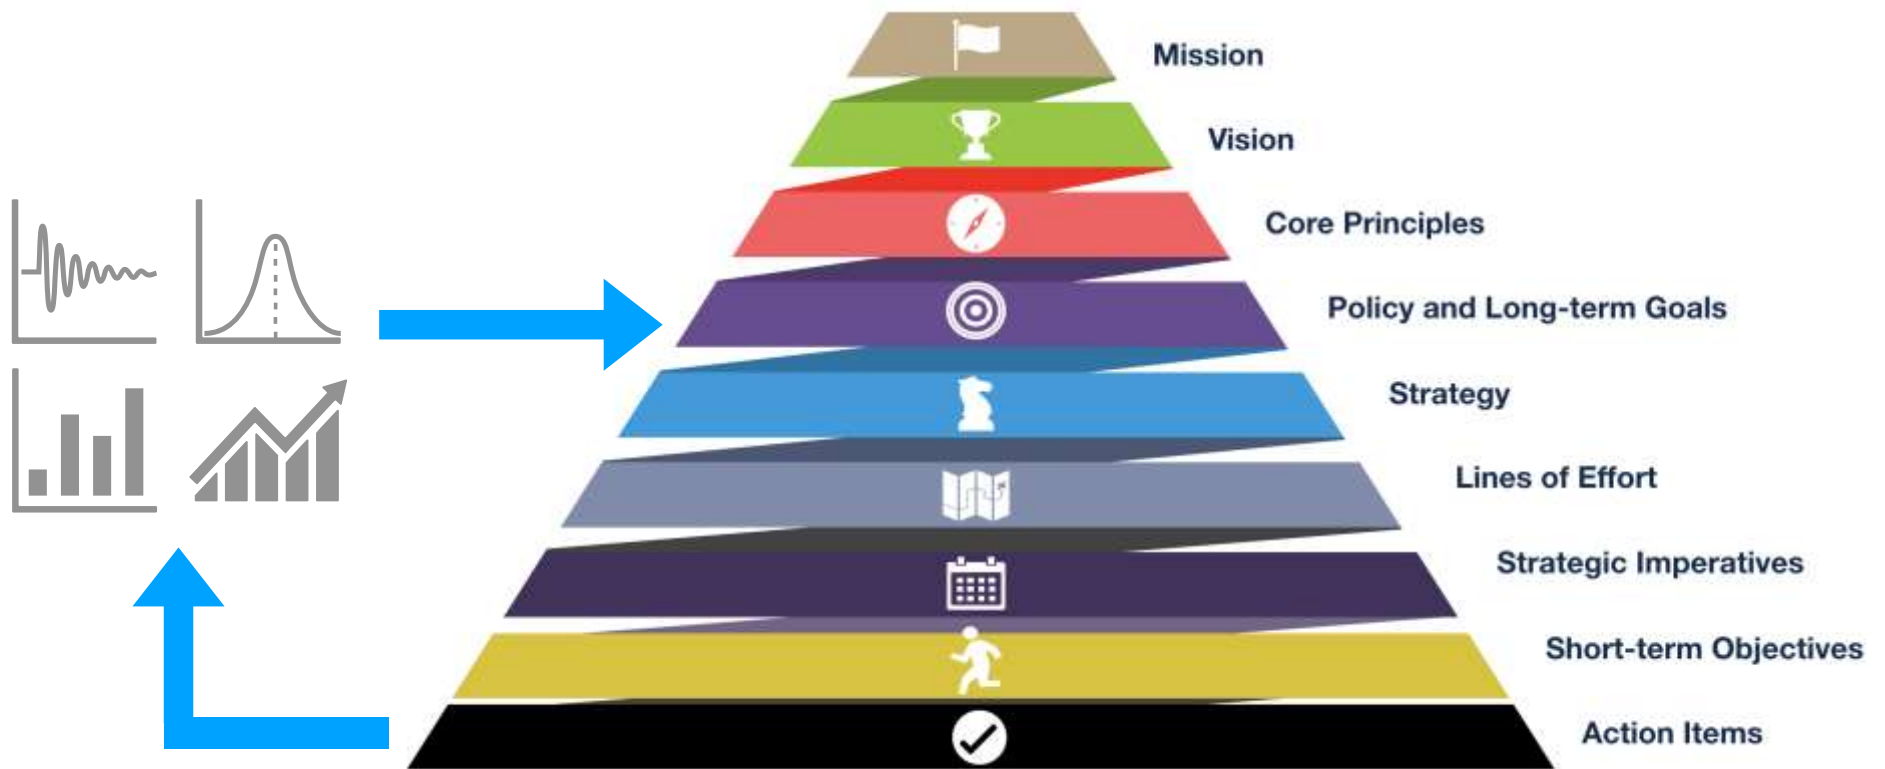 Mission
Vision
Core Principles
Policy and Long-term Goals
Strategy
Lines of Effort
Strategic Imperatives
Short-term Objectives
Action Items